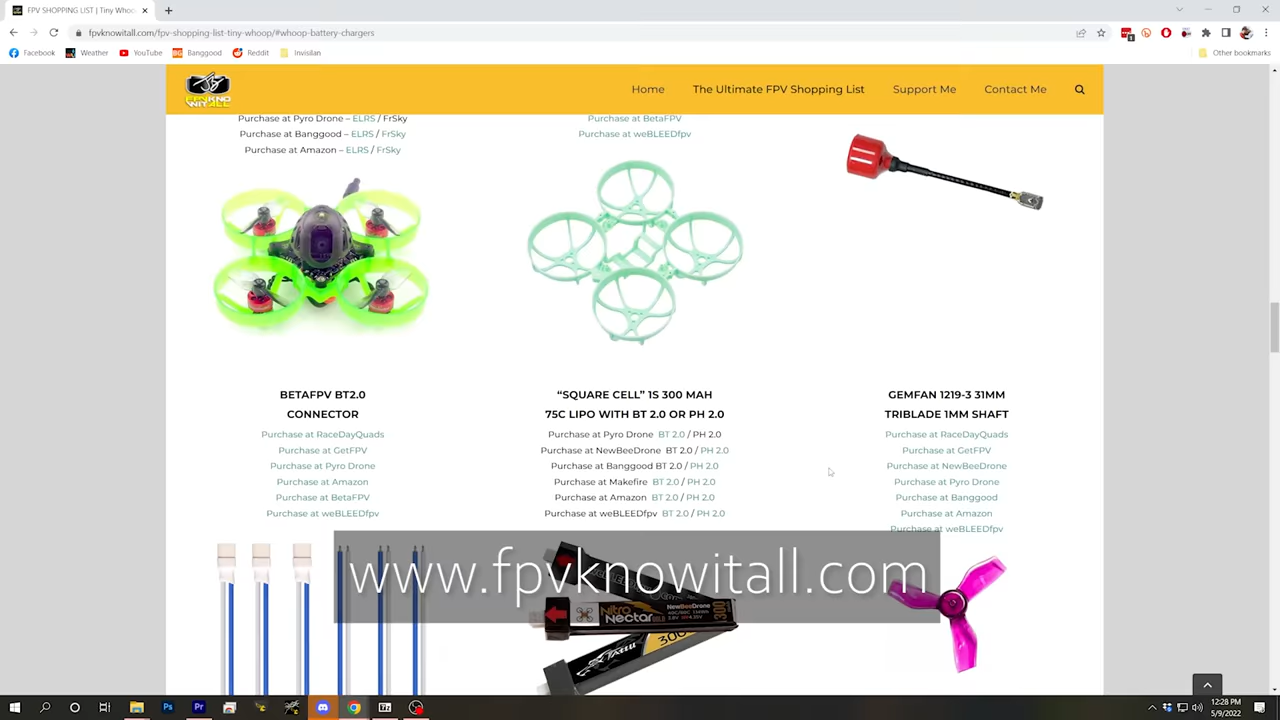 FPV SHOPPING LIST | Tiny Whoo
fpvknowitall.com/fpv-shopping-list-tiny-whoop/#whoop-battery-chargers
Facebook
Weather
YouTube
Banggood
Reddit
Invisilan
Other bookmarks
FPVKNO
WITALL
Home
The Ultimate FPV Shopping List
Support Me
Contact Me
Purchase at Pyro Drone – ELRS / FrSky
Purchase at Banggood – ELRS / FrSky
Purchase at Amazon – ELRS / FrSky
Purchase at BetaFPV
Purchase at weBLEEDfpv
BETAFPV BT2.0
CONNECTOR
Purchase at RaceDayQuads
Purchase at GetFPV
Purchase at Pyro Drone
Purchase at Amazon
Purchase at BetaFPV
Purchase at weBLEEDfpv
“SQUARE CELL” 1S 300 MAH
75C LIPO WITH BT 2.0 OR PH 2.0
Purchase at Pyro Drone BT 2.0 / PH 2.0
Purchase at NewBeeDrone BT 2.0 / PH 2.0
Purchase at Banggood BT 2.0 / PH 2.0
Purchase at Makefire BT 2.0 / PH 2.0
Purchase at Amazon BT 2.0 / PH 2.0
Purchase at weBLEEDfpv BT 2.0 / PH 2.0
GEMFAN 1219-3 31MM
TRIBLADE 1MM SHAFT
Purchase at RaceDayQuads
Purchase at GetFPV
Purchase at NewBeeDrone
Purchase at Pyro Drone
Purchase at Banggood
Purchase at Amazon
Purchase at weBLEEDfpv
www.fpvknowitall.com
Nitro
Nectar
GOLD
NewBeeDrone
300
TATTU
300
12:28 PM
5/9/2022